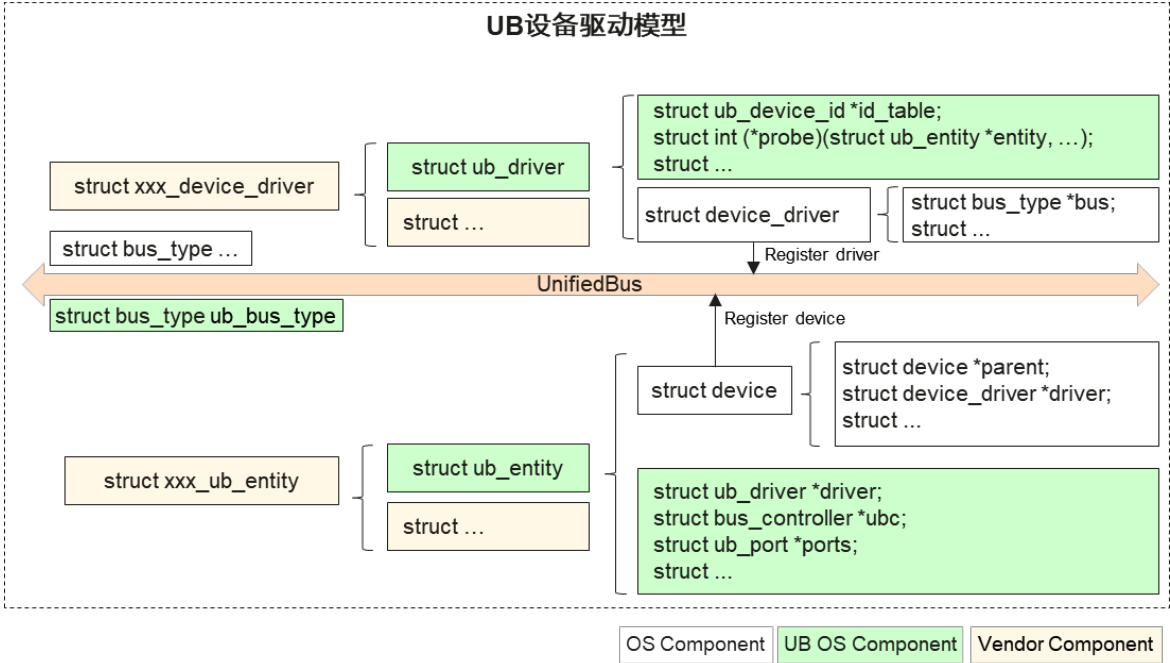 UB设备驱动模型
struct ub_device_id *id_table;
struct int (*probe)(struct ub_entity *entity, …);
struct ...
struct xxx_device_driver
struct ub_driver
struct …
struct device_driver
struct bus_type *bus;
struct ...
struct bus_type …
Register driver
UnifiedBus
struct bus_type ub_bus_type
Register device
struct device
struct device *parent;
struct device_driver *driver;
struct ...
struct xxx_ub_entity
struct ub_entity
struct …
struct ub_driver *driver;
struct bus_controller *ubc;
struct ub_port *ports;
struct ...
OS Component
UB OS Component
Vendor Component